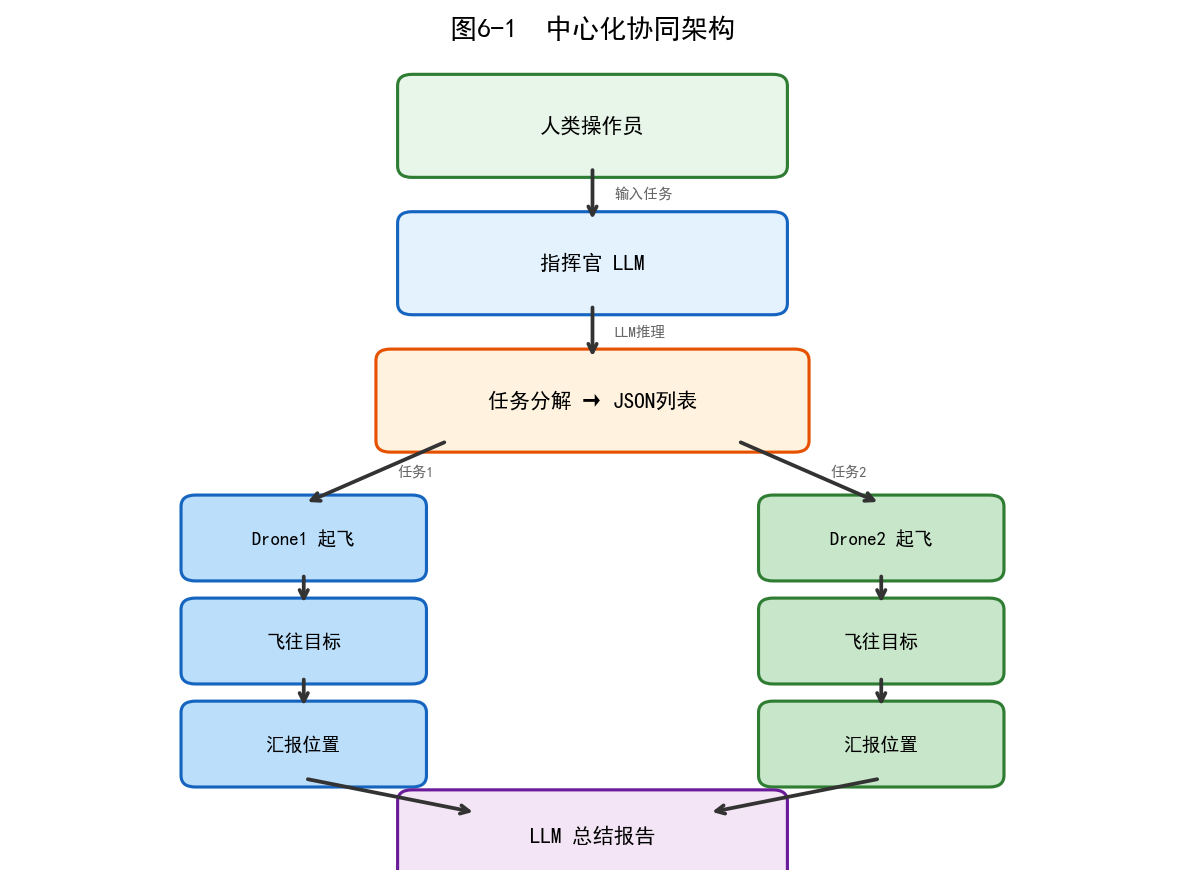 图6-1 中心化协同架构
人类操作员
输入任务
指挥官 LLM
LLM推理
任务分解 → JSON列表
任务1
任务2
Drone1 起飞
Drone2 起飞
飞往目标
飞往目标
汇报位置
汇报位置
LLM 总结报告